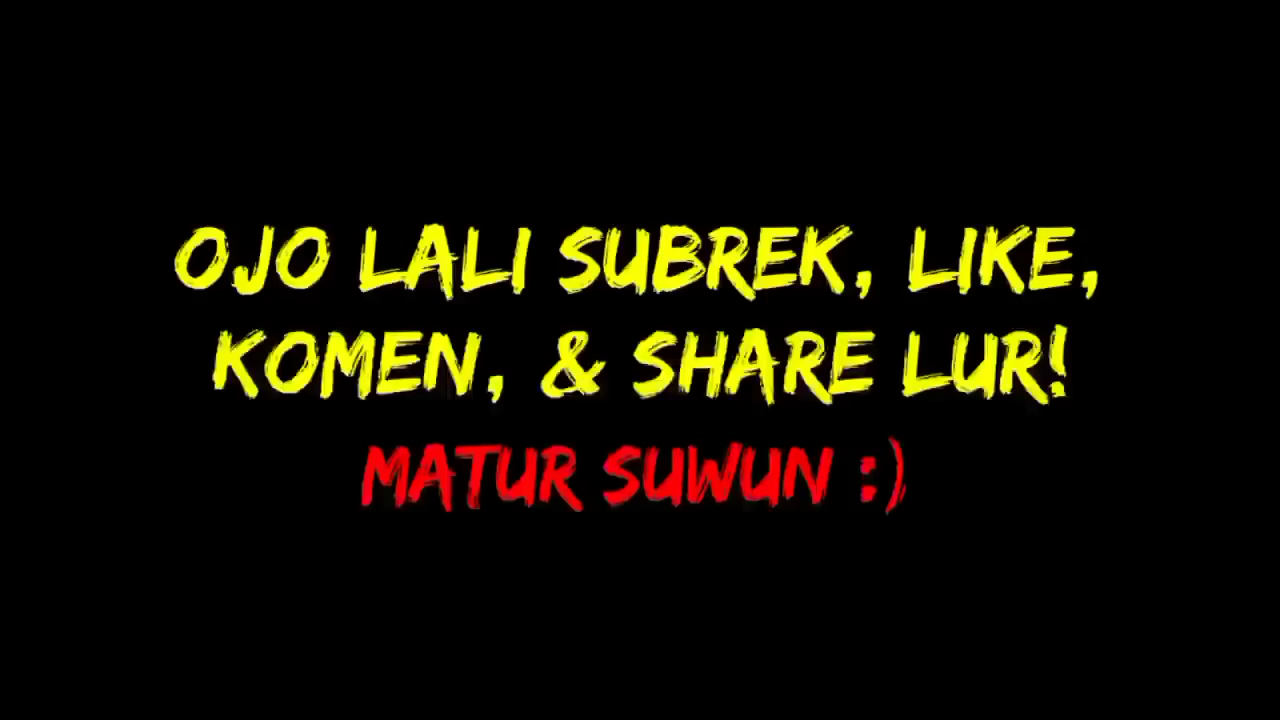 OJO LALI SUBREK, LIKE,
KOMEN, & SHARE LUR!
MATUR SUWUN :)